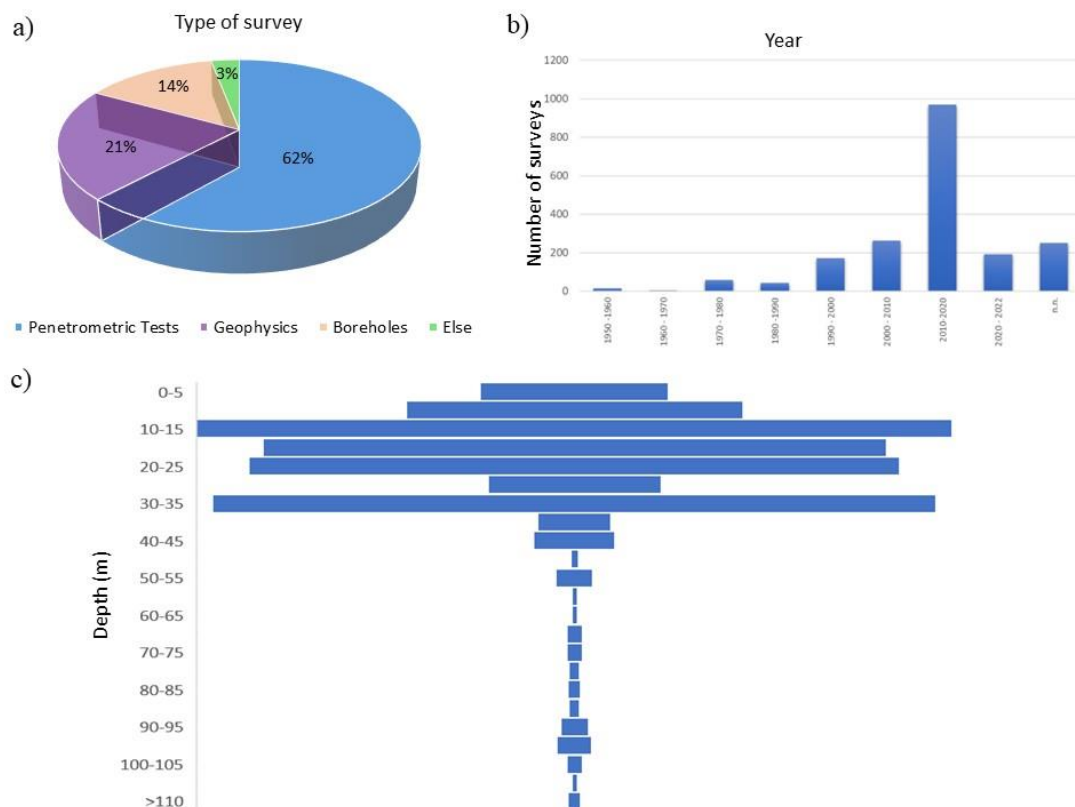 a)
Type of survey
3%
14%
21%
62%
Penetrometric Tests Geophysics Boreholes Else
b)
Year
Number of surveys
1200
1000
800
600
400
200
0
1950 -1960
1960 - 1970
1970 - 1980
1980 -1990
1990 - 2000
2000 - 2010
2010-2020
2020 - 2022
n.n.
c)
Depth (m)
0-5
10-15
20-25
30-35
40-45
50-55
60-65
70-75
80-85
90-95
100-105
>110